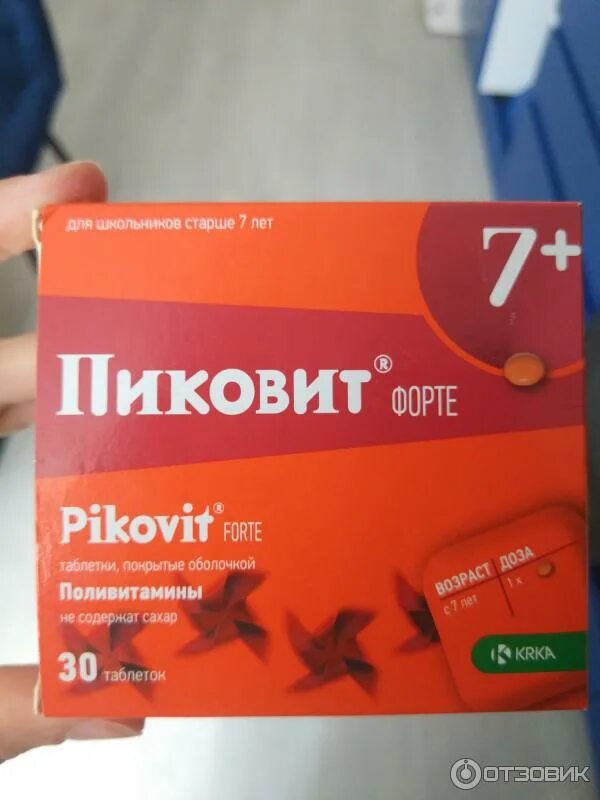 для школьников старше 7 лет
7+
ПИКОВИТ® ФОРТЕ
Pikovit® FORTE
таблетки, покрытые оболочкой
Поливитамины
не содержат сахар
30 таблеток
ВОЗРАСТ ДОЗА
с 7 лет 1 х
KRKA
ОТЗОВИК